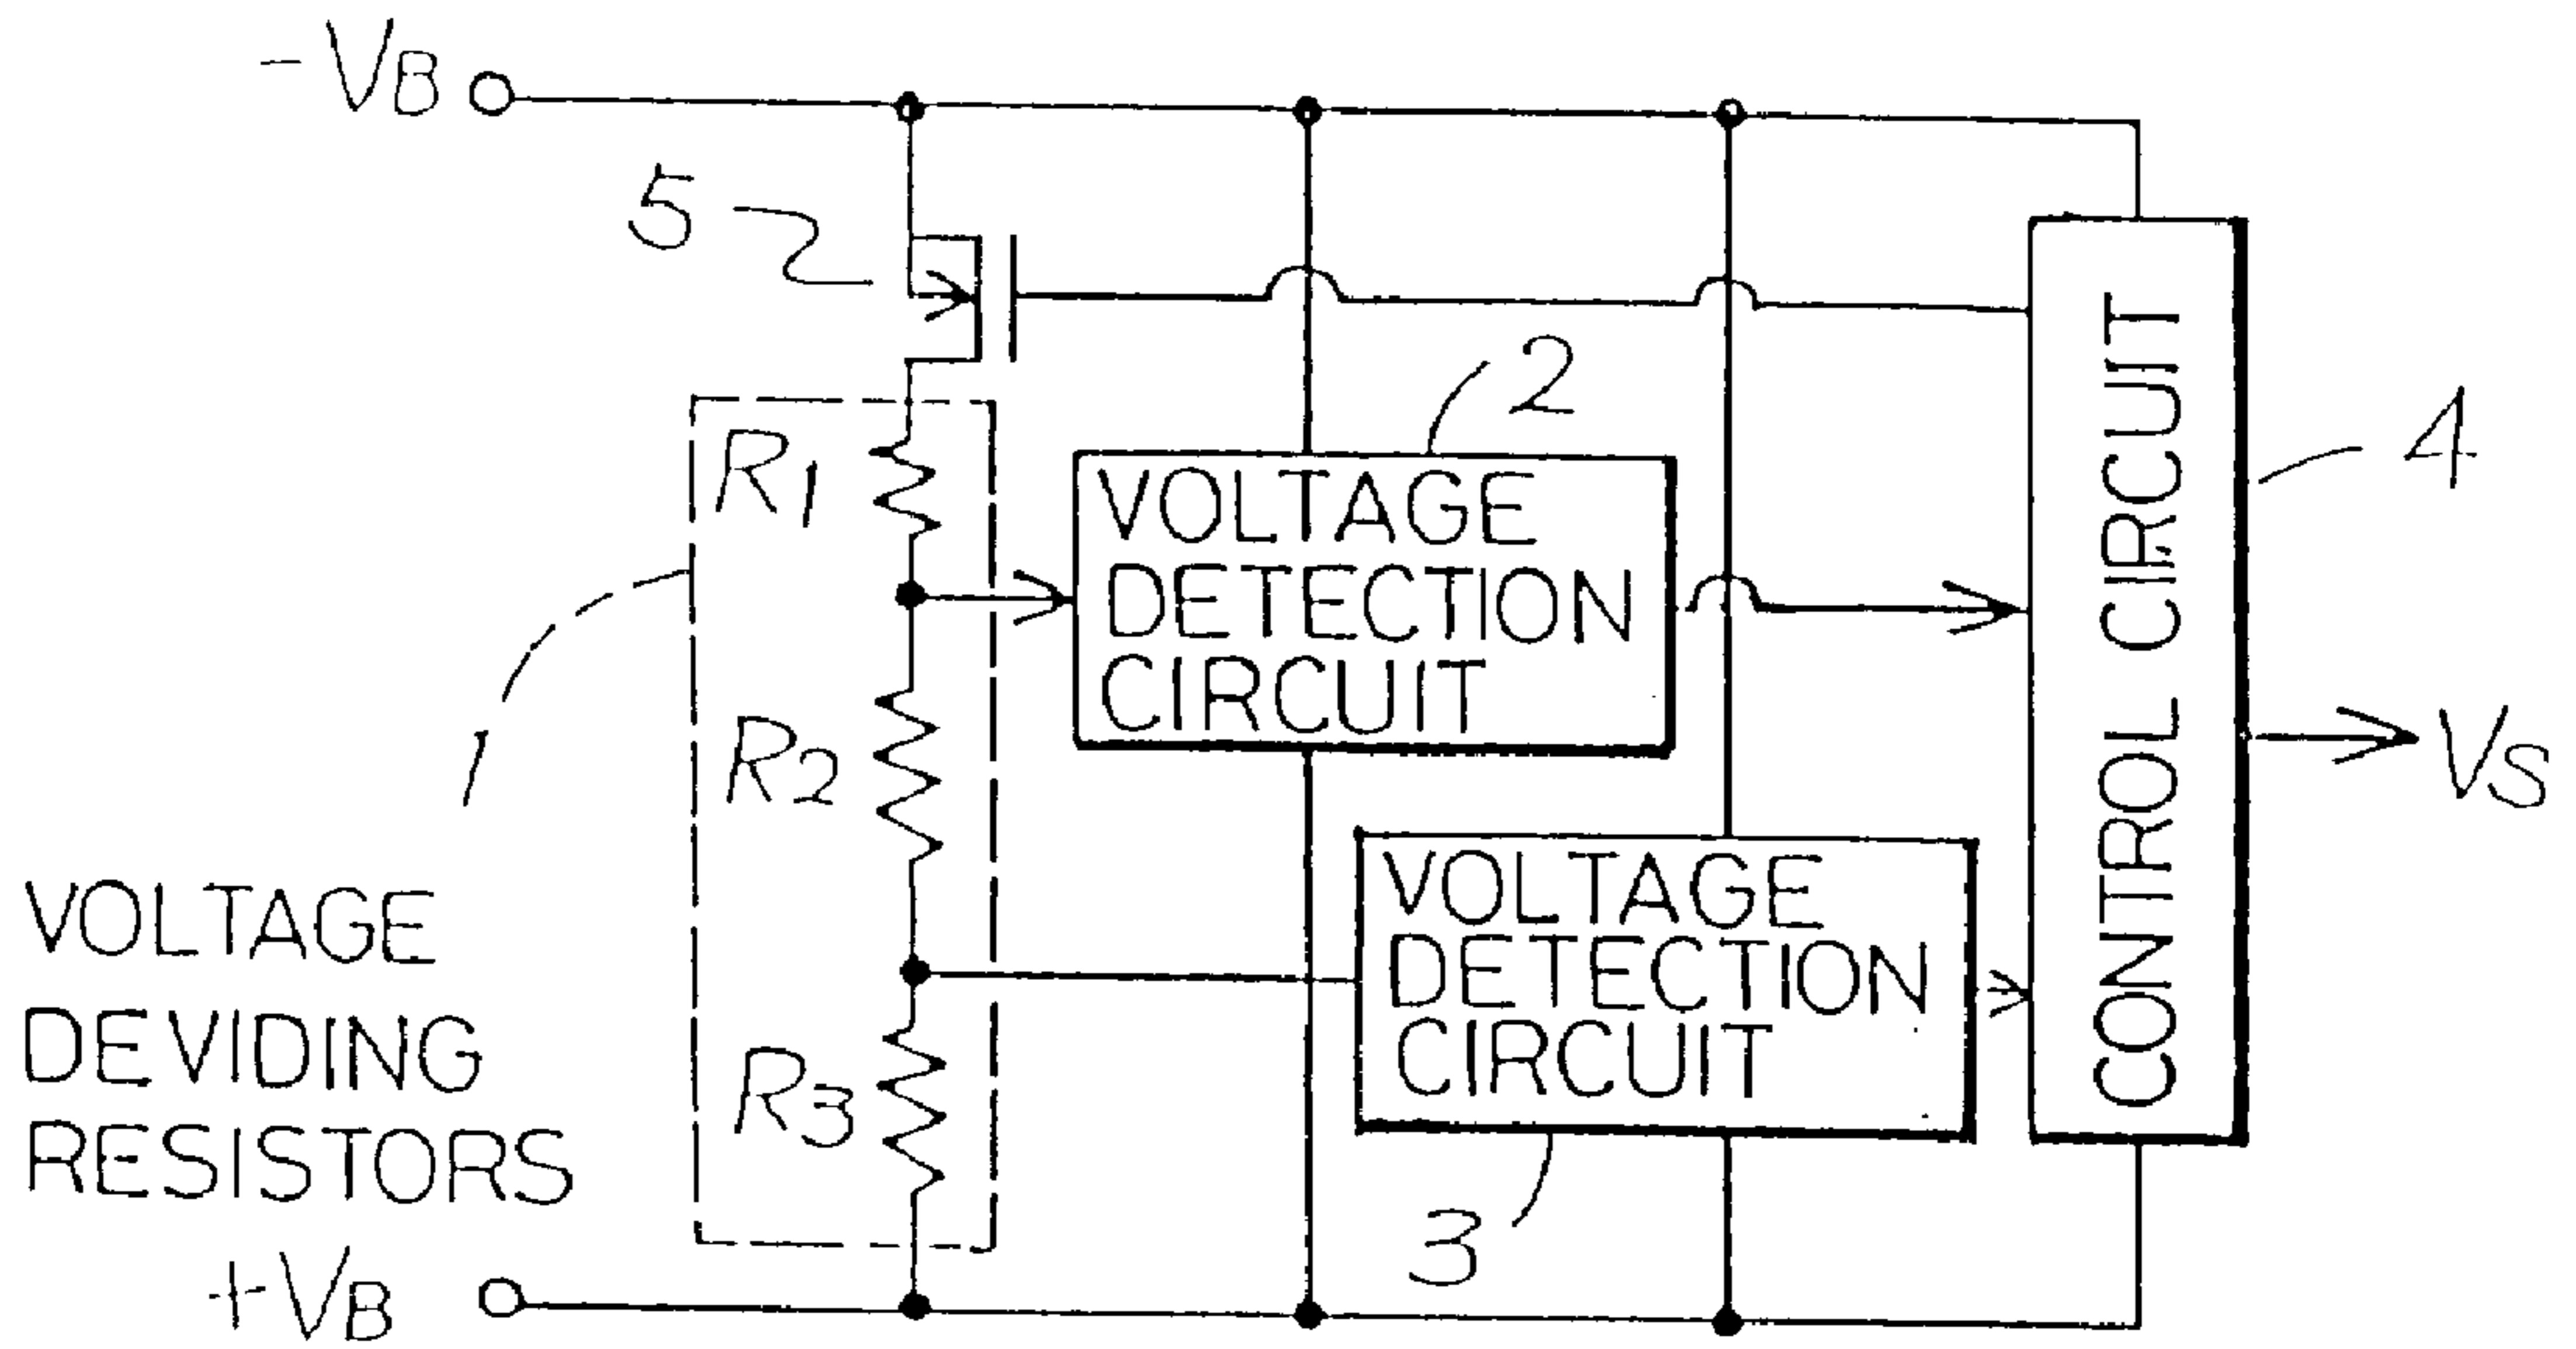 -VB
5
2
R1
VOLTAGE
DETECTION
CIRCUIT
CONTROL CIRCUIT
4
1
R2
VS
VOLTAGE
DEVIDING
RESISTORS
VOLTAGE
DETECTION
CIRCUIT
R3
3
+VB